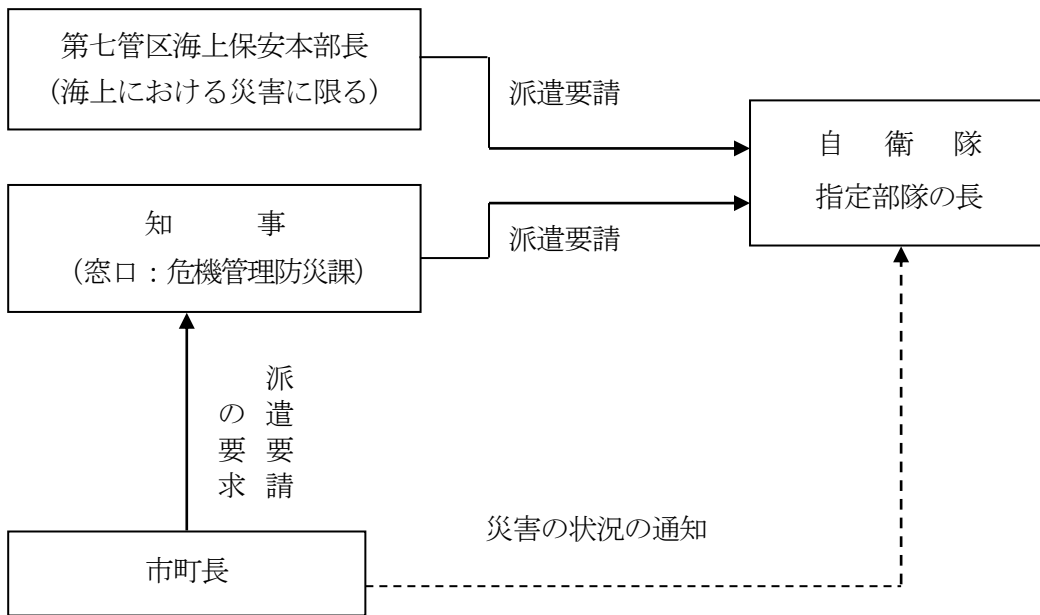 第七管区海上保安本部長
（海上における災害に限る）
派遣要請
自　衛　隊
指定部隊の長
知　　事
（窓口：危機管理防災課）
派遣要請
派遣要請
の要求
災害の状況の通知
市町長